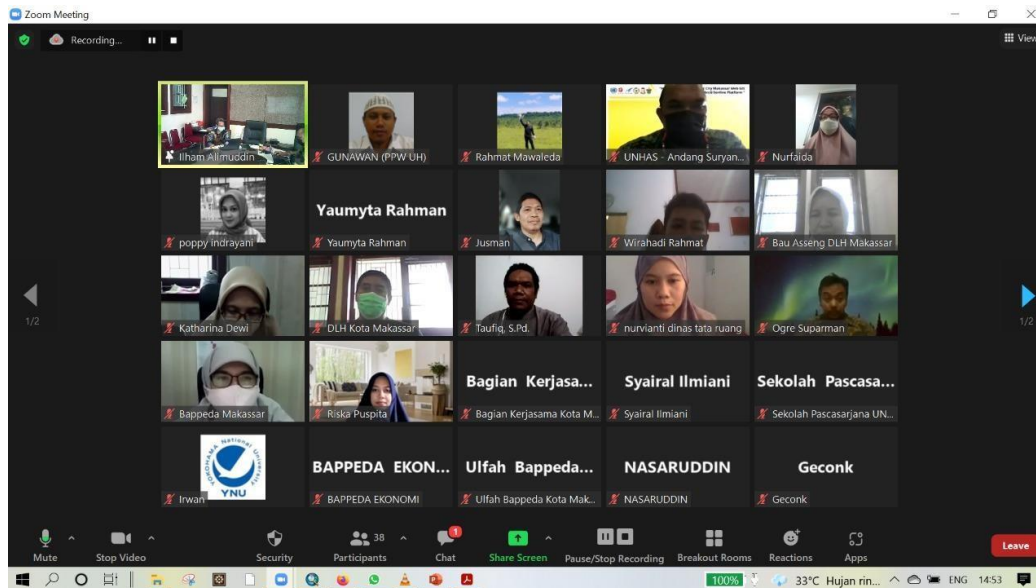 Zoom Meeting
Recording...
View
Ilham Alimuddin
GUNAWAN (PPW UH)
Rahmat Mawaleda
UNHAS - Andang Suryan...
Nurfaida
poppy indrayani
Yaumyta Rahman
Yaumyta Rahman
Jusman
Wirahadi Rahmat
Bau Asseng DLH Makassar
Katharina Dewi
DLH Kota Makassar
Taufiq, S.Pd.
nurvianti dinas tata ruang
Ogre Suparman
1/2
1/2
Bappeda Makassar
Riska Puspita
Bagian Kerjasa...
Bagian Kerjasama Kota M...
Syairal Ilmiani
Syairal Ilmiani
Sekolah Pascasa...
Sekolah Pascasarjana UN...
YOKOHAMA National University
YNU
Irwan
BAPPEDA EKON...
BAPPEDA EKONOMI
Ulfah Bappeda...
Ulfah Bappeda Kota Mak...
NASARUDDIN
NASARUDDIN
Geconk
Geconk
Mute
Stop Video
Security
38
Participants
1
Chat
Share Screen
Pause/Stop Recording
Breakout Rooms
Reactions
Apps
Leave
100%
33°C Hujan rin...
ENG
14:53